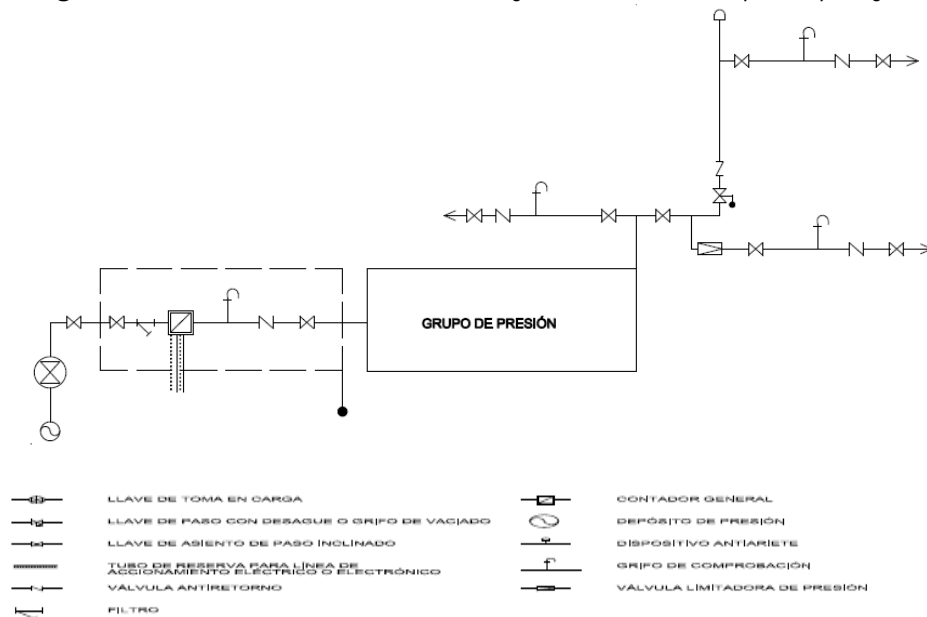 GRUPO DE PRESIÓN
LLAVE DE TOMA EN CARGA
LLAVE DE PASO CON DESAGUE O GRIFO DE VACIADO
LLAVE DE ASIENTO DE PASO INCLINADO
TUBO DE RESERVA PARA LÍNEA DE
ACCIONAMIENTO ELÉCTRICO O ELECTRÓNICO
VÁLVULA ANTIRETORNO
FILTRO
CONTADOR GENERAL
DEPÓSITO DE PRESIÓN
DISPOSITIVO ANTIARIETE
GRIFO DE COMPROBACIÓN
VÁLVULA LIMITADORA DE PRESIÓN